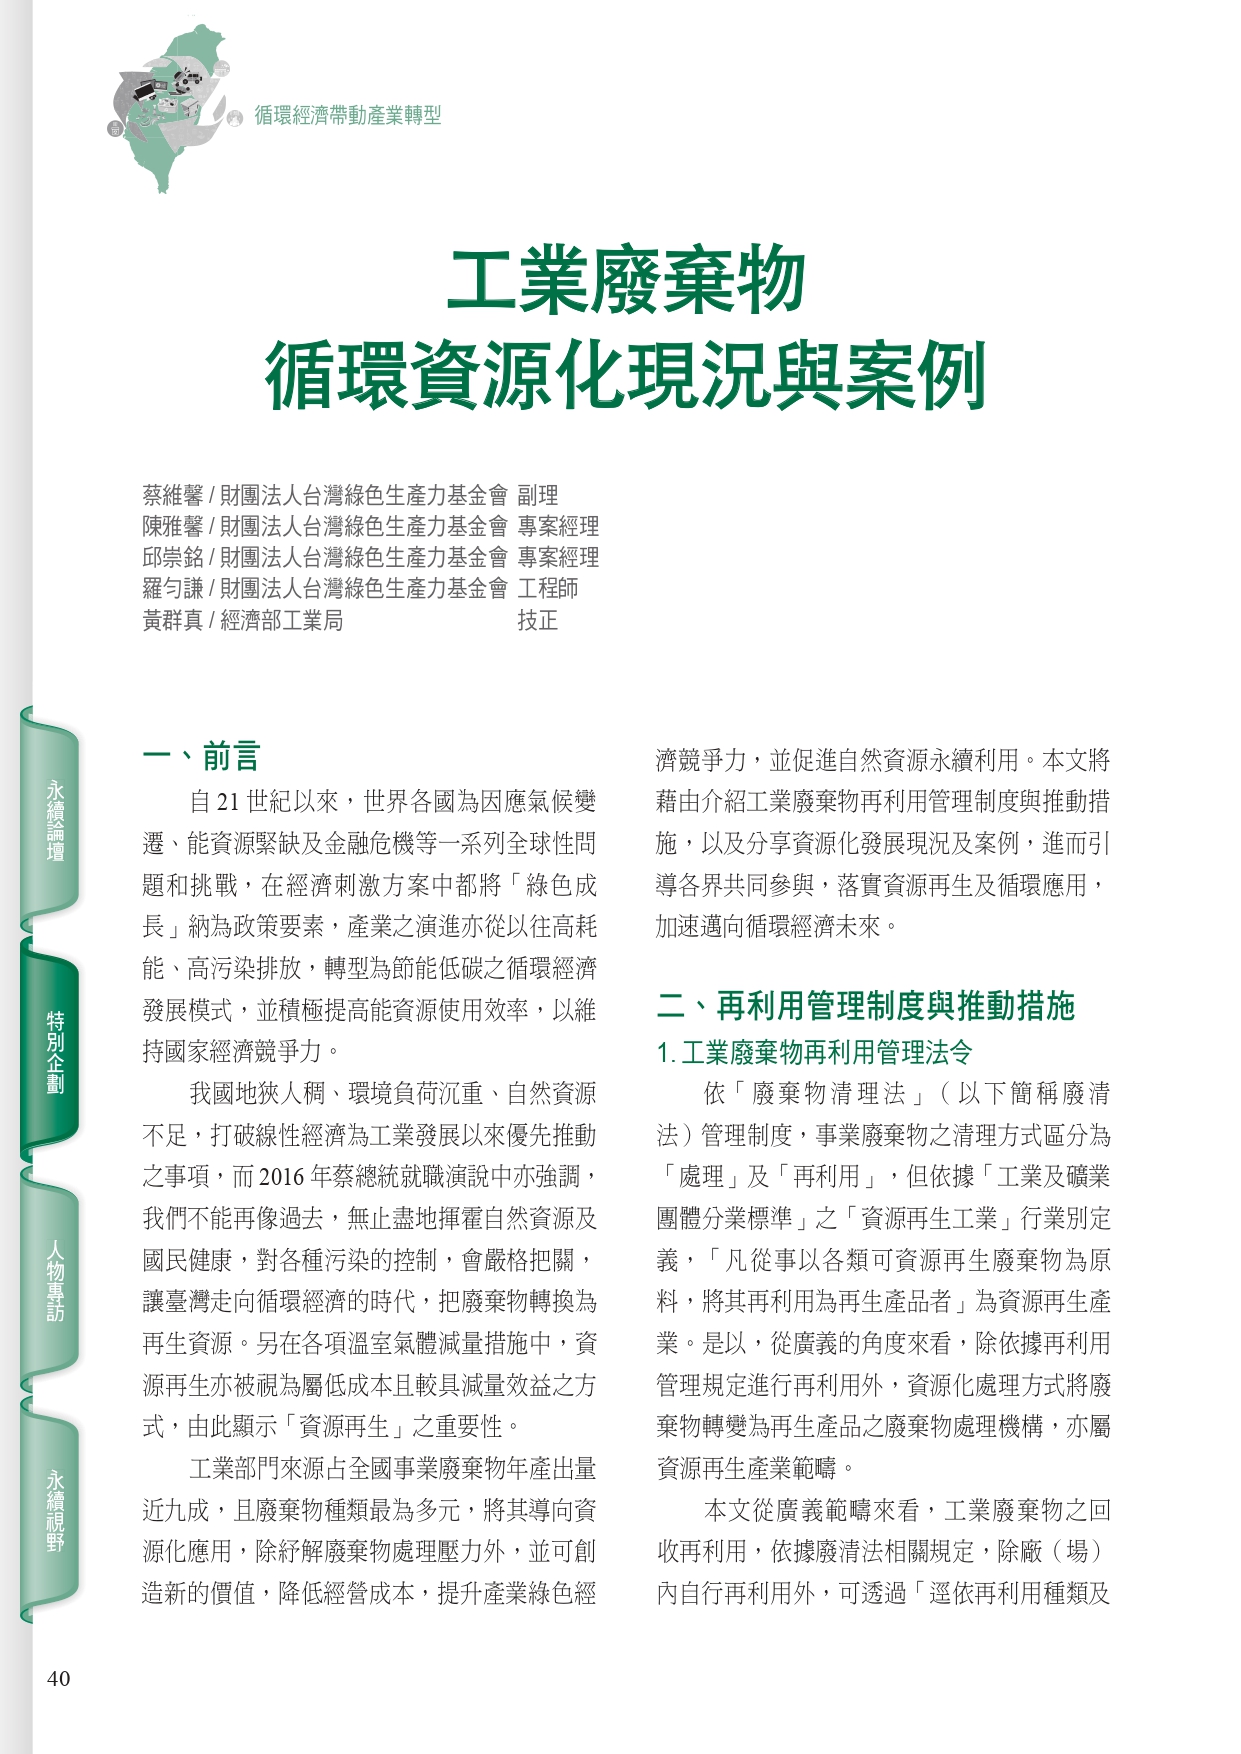 循環經濟帶動產業轉型
工業廢棄物
循環資源化現況與案例
蔡維馨 / 財團法人台灣綠色生產力基金會 副理
陳雅馨 / 財團法人台灣綠色生產力基金會 專案經理
邱崇銘 / 財團法人台灣綠色生產力基金會 專案經理
羅勻謙 / 財團法人台灣綠色生產力基金會 工程師
黃群真 / 經濟部工業局 技正
一、前言
自 21 世紀以來，世界各國為因應氣候變
遷、能資源緊缺及金融危機等一系列全球性問
題和挑戰，在經濟刺激方案中都將「綠色成
長」納為政策要素，產業之演進亦從以往高耗
能、高污染排放，轉型為節能低碳之循環經濟
發展模式，並積極提高能資源使用效率，以維
持國家經濟競爭力。
我國地狹人稠、環境負荷沉重、自然資源
不足，打破線性經濟為工業發展以來優先推動
之事項，而 2016 年蔡總統就職演說中亦強調，
我們不能再像過去，無止盡地揮霍自然資源及
國民健康，對各種污染的控制，會嚴格把關，
讓臺灣走向循環經濟的時代，把廢棄物轉換為
再生資源。另在各項溫室氣體減量措施中，資
源再生亦被視為屬低成本且較具減量效益之方
式，由此顯示「資源再生」之重要性。
工業部門來源占全國事業廢棄物年產出量
近九成，且廢棄物種類最為多元，將其導向資
源化應用，除紓解廢棄物處理壓力外，並可創
造新的價值，降低經營成本，提升產業綠色經
濟競爭力，並促進自然資源永續利用。本文將
藉由介紹工業廢棄物再利用管理制度與推動措
施，以及分享資源化發展現況及案例，進而引
導各界共同參與，落實資源再生及循環應用，
加速邁向循環經濟未來。
二、再利用管理制度與推動措施
1. 工業廢棄物再利用管理法令
依「廢棄物清理法」（以下簡稱廢清
法）管理制度，事業廢棄物之清理方式區分為
「處理」及「再利用」，但依據「工業及礦業
團體分業標準」之「資源再生工業」行業別定
義，「凡從事以各類可資源再生廢棄物為原
料，將其再利用為再生產品者」為資源再生產
業。是以，從廣義的角度來看，除依據再利用
管理規定進行再利用外，資源化處理方式將廢
棄物轉變為再生產品之廢棄物處理機構，亦屬
資源再生產業範疇。
本文從廣義範疇來看，工業廢棄物之回
收再利用，依據廢清法相關規定，除廠（場）
內自行再利用外，可透過「逕依再利用種類及
永續論壇
特別企劃
人物專訪
永續視野
40